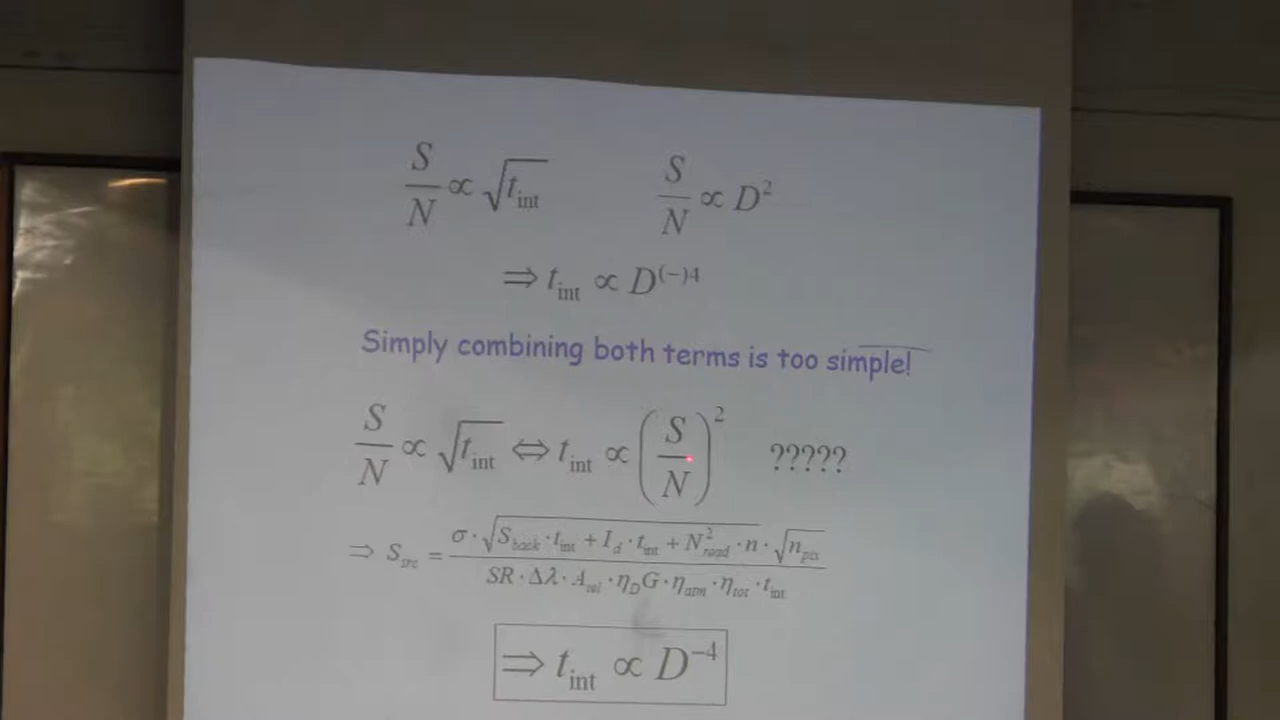 S/N ∝ √t_int    S/N ∝ D²
⇒ t_int ∝ D^(−)4
Simply combining both terms is too simple!
S/N ∝ √t_int ⇔ t_int ∝ (S/N)²    ?????
⇒ S_src = σ · √(S_back · t_int + I_d · t_int + N²_read · n) · √n_pix / (SR · Δλ · A_tel · η_D G · η_atm · η_tot · t_int)
⇒ t_int ∝ D⁻⁴